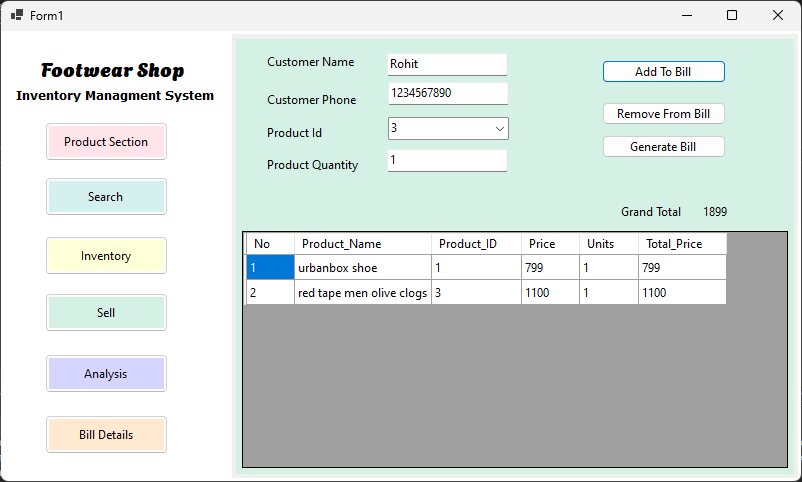 Form1
Footwear Shop
Inventory Managment System
Product Section
Search
Inventory
Sell
Analysis
Bill Details
Customer Name Rohit
Customer Phone 1234567890
Product Id 3
Product Quantity 1
Add To Bill
Remove From Bill
Generate Bill
Grand Total 1899
No Product_Name Product_ID Price Units Total_Price
1 urbanbox shoe 1 799 1 799
2 red tape men olive clogs 3 1100 1 1100